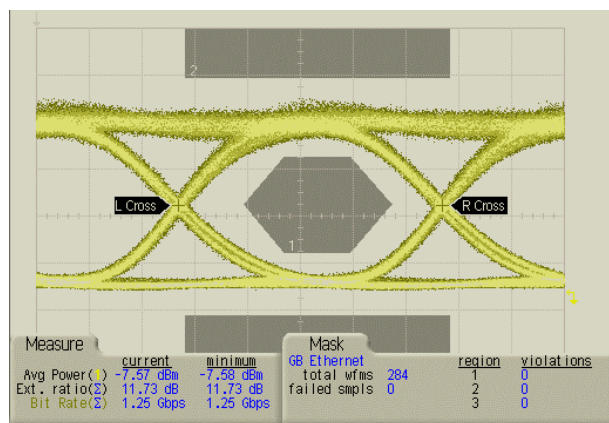 2
L Cross
R Cross
1
Measure
current minimum
Avg Power(1) -7.57 dBm -7.58 dBm
Ext. ratio(Σ) 11.73 dB 11.73 dB
Bit Rate(Σ) 1.25 Gbps 1.25 Gbps
Mask
GB Ethernet region violations
total wfms 284 1 0
failed smpls 0 2 0
3 0